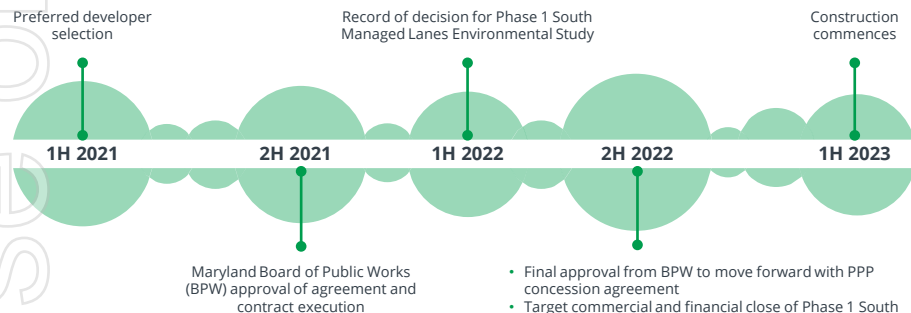 Preferred developer
selection
Record of decision for Phase 1 South
Managed Lanes Environmental Study
Construction
commences
1H 2021
2H 2021
1H 2022
2H 2022
1H 2023
Maryland Board of Public Works
(BPW) approval of agreement and
contract execution
• Final approval from BPW to move forward with PPP
concession agreement
• Target commercial and financial close of Phase 1 South